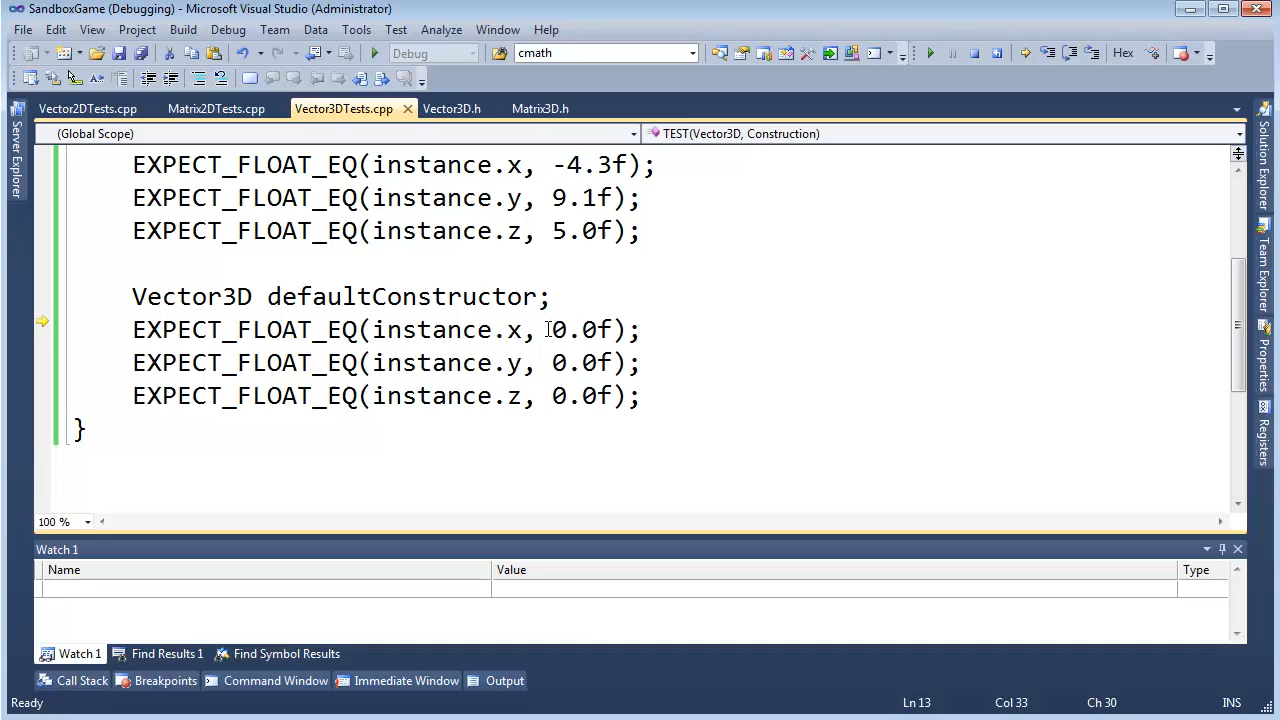 SandboxGame (Debugging) - Microsoft Visual Studio (Administrator)
File Edit View Project Build Debug Team Data Tools Test Analyze Window Help
Debug cmath Hex
Vector2DTests.cpp Matrix2DTests.cpp Vector3DTests.cpp Vector3D.h Matrix3D.h
(Global Scope) TEST(Vector3D, Construction)
EXPECT_FLOAT_EQ(instance.x, -4.3f);
EXPECT_FLOAT_EQ(instance.y, 9.1f);
EXPECT_FLOAT_EQ(instance.z, 5.0f);
Vector3D defaultConstructor;
EXPECT_FLOAT_EQ(instance.x, 0.0f);
EXPECT_FLOAT_EQ(instance.y, 0.0f);
EXPECT_FLOAT_EQ(instance.z, 0.0f);
}
100 %
Server Explorer
Solution Explorer
Team Explorer
Properties
Registers
Watch 1
Name Value Type
Watch 1 Find Results 1 Find Symbol Results
Call Stack Breakpoints Command Window Immediate Window Output
Ready Ln 13 Col 33 Ch 30 INS